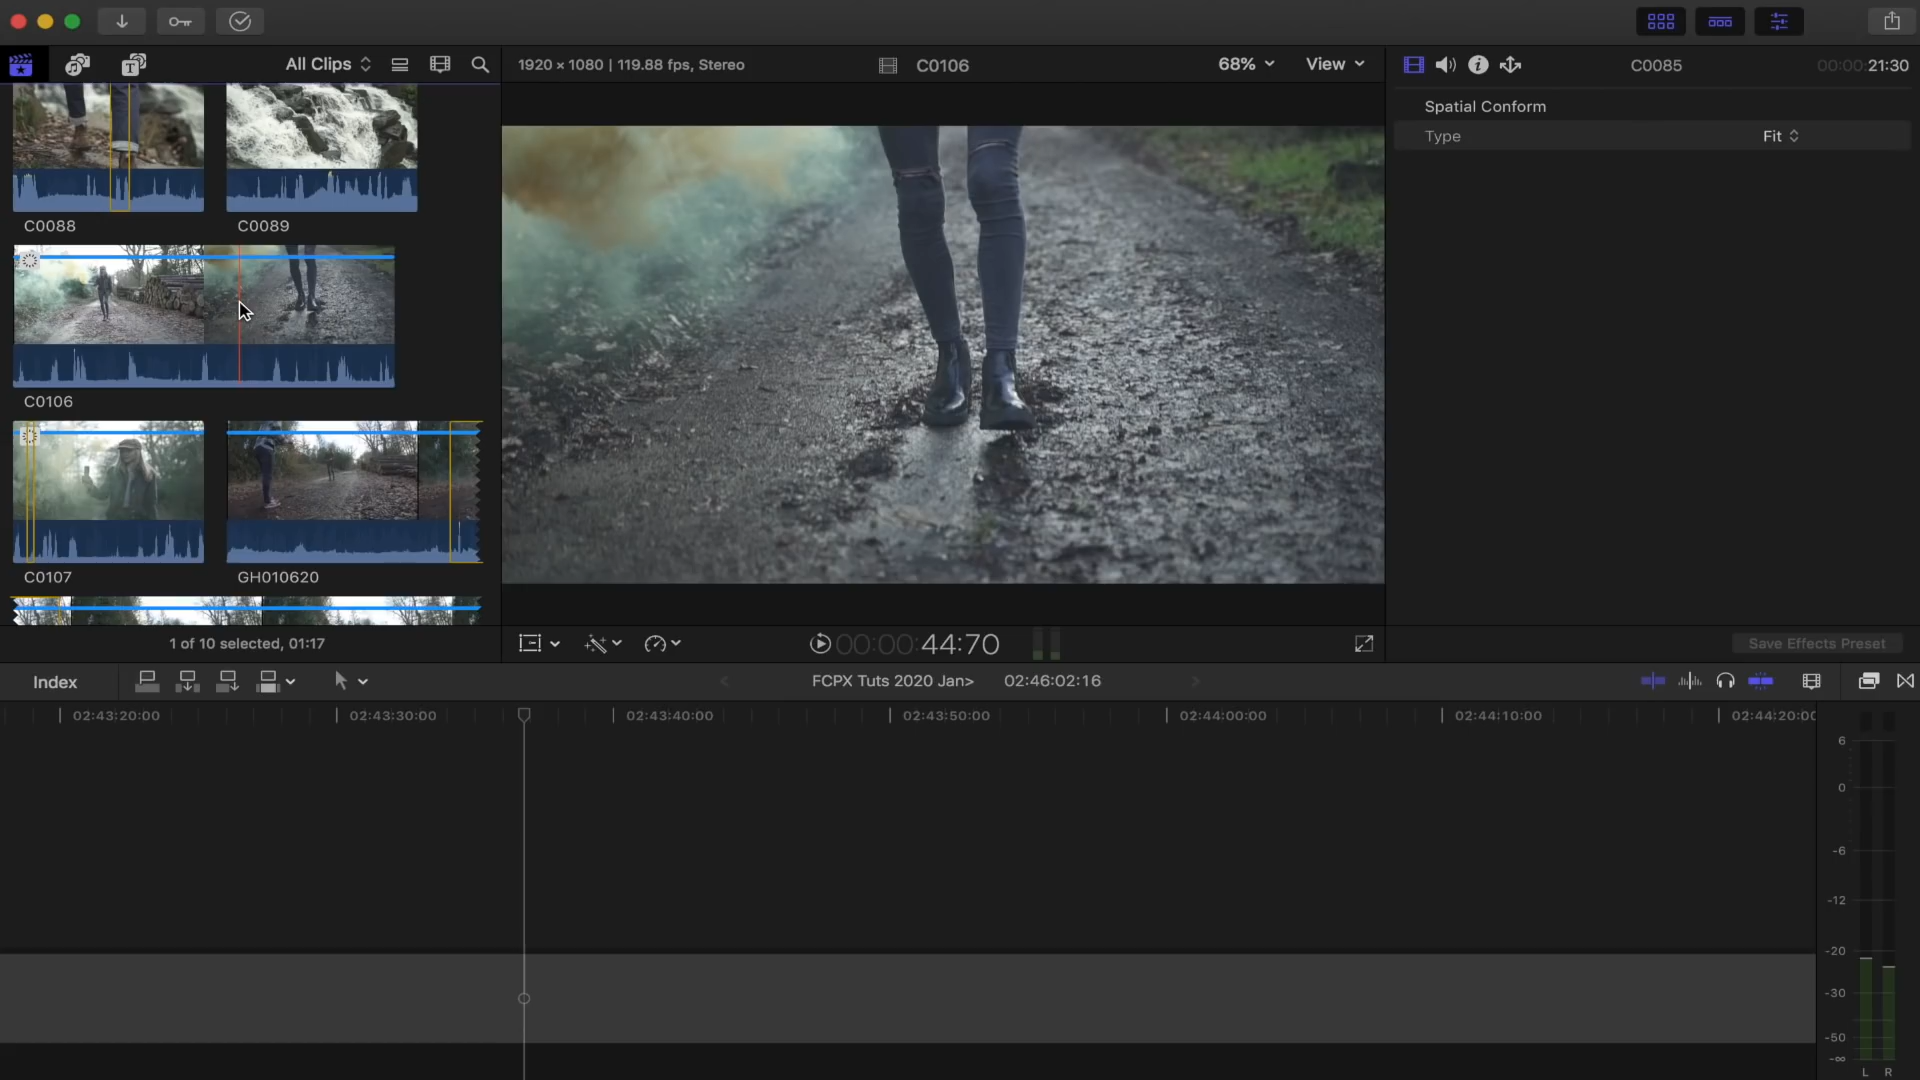 All Clips
1920 × 1080 | 119.88 fps, Stereo
C0106
68%
View
C0085
00:00:21:30
Spatial Conform
Type
Fit
C0088
C0089
C0106
C0107
GH010620
1 of 10 selected, 01:17
00:00:44:70
Save Effects Preset
Index
FCPX Tuts 2020 Jan>
02:46:02:16
02:43:20:00
02:43:30:00
02:43:40:00
02:43:50:00
02:44:00:00
02:44:10:00
02:44:20:00
6
0
-6
-12
-20
-30
-50
-∞
L
R